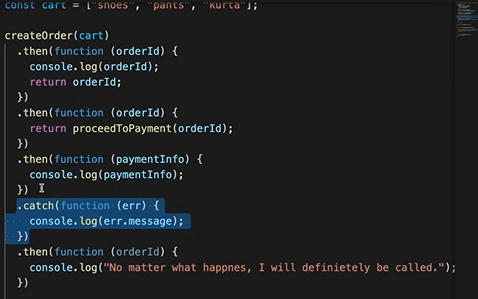 const cart = ["shoes", "pants", "kurta"];
createOrder(cart)
.then(function (orderId) {
console.log(orderId);
return orderId;
})
.then(function (orderId) {
return proceedToPayment(orderId);
})
.then(function (paymentInfo) {
console.log(paymentInfo);
})
.catch(function (err) {
console.log(err.message);
})
.then(function (orderId) {
console.log("No matter what happnes, I will definietely be called.");
})